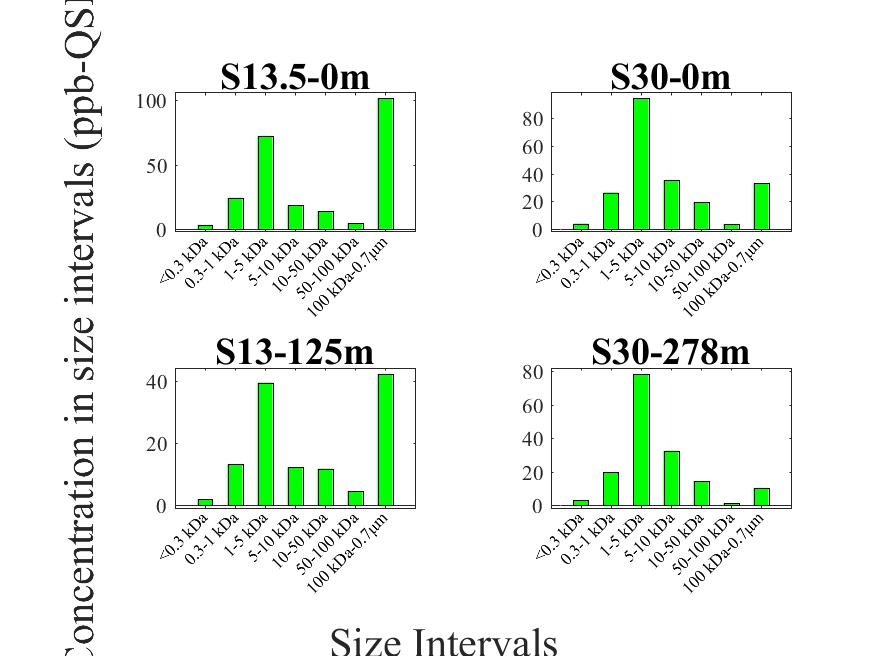 Concentration in size intervals (ppb-QS
S13.5-0m
100
50
0
<0.3 kDa
0.3-1 kDa
1-5 kDa
5-10 kDa
10-50 kDa
50-100 kDa
100 kDa-0.7µm
S30-0m
80
60
40
20
0
<0.3 kDa
0.3-1 kDa
1-5 kDa
5-10 kDa
10-50 kDa
50-100 kDa
100 kDa-0.7µm
S13-125m
40
20
0
<0.3 kDa
0.3-1 kDa
1-5 kDa
5-10 kDa
10-50 kDa
50-100 kDa
100 kDa-0.7µm
S30-278m
80
60
40
20
0
<0.3 kDa
0.3-1 kDa
1-5 kDa
5-10 kDa
10-50 kDa
50-100 kDa
100 kDa-0.7µm
Size Intervals